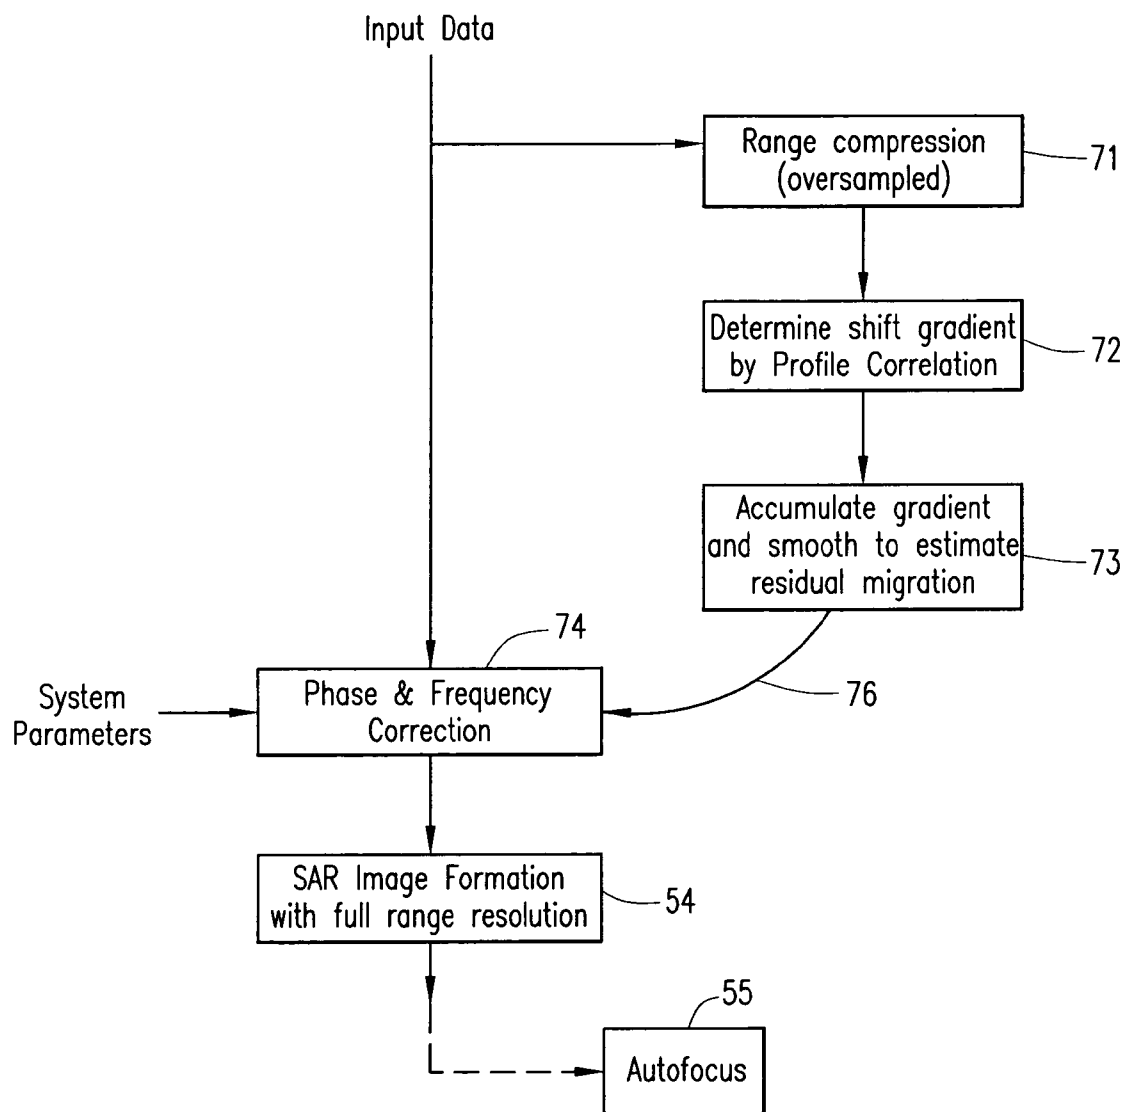 Input Data
Range compression
(oversampled)
71
Determine shift gradient
by Profile Correlation
72
Accumulate gradient
and smooth to estimate
residual migration
73
74
76
System
Parameters
Phase & Frequency
Correction
SAR Image Formation
with full range resolution
54
55
Autofocus